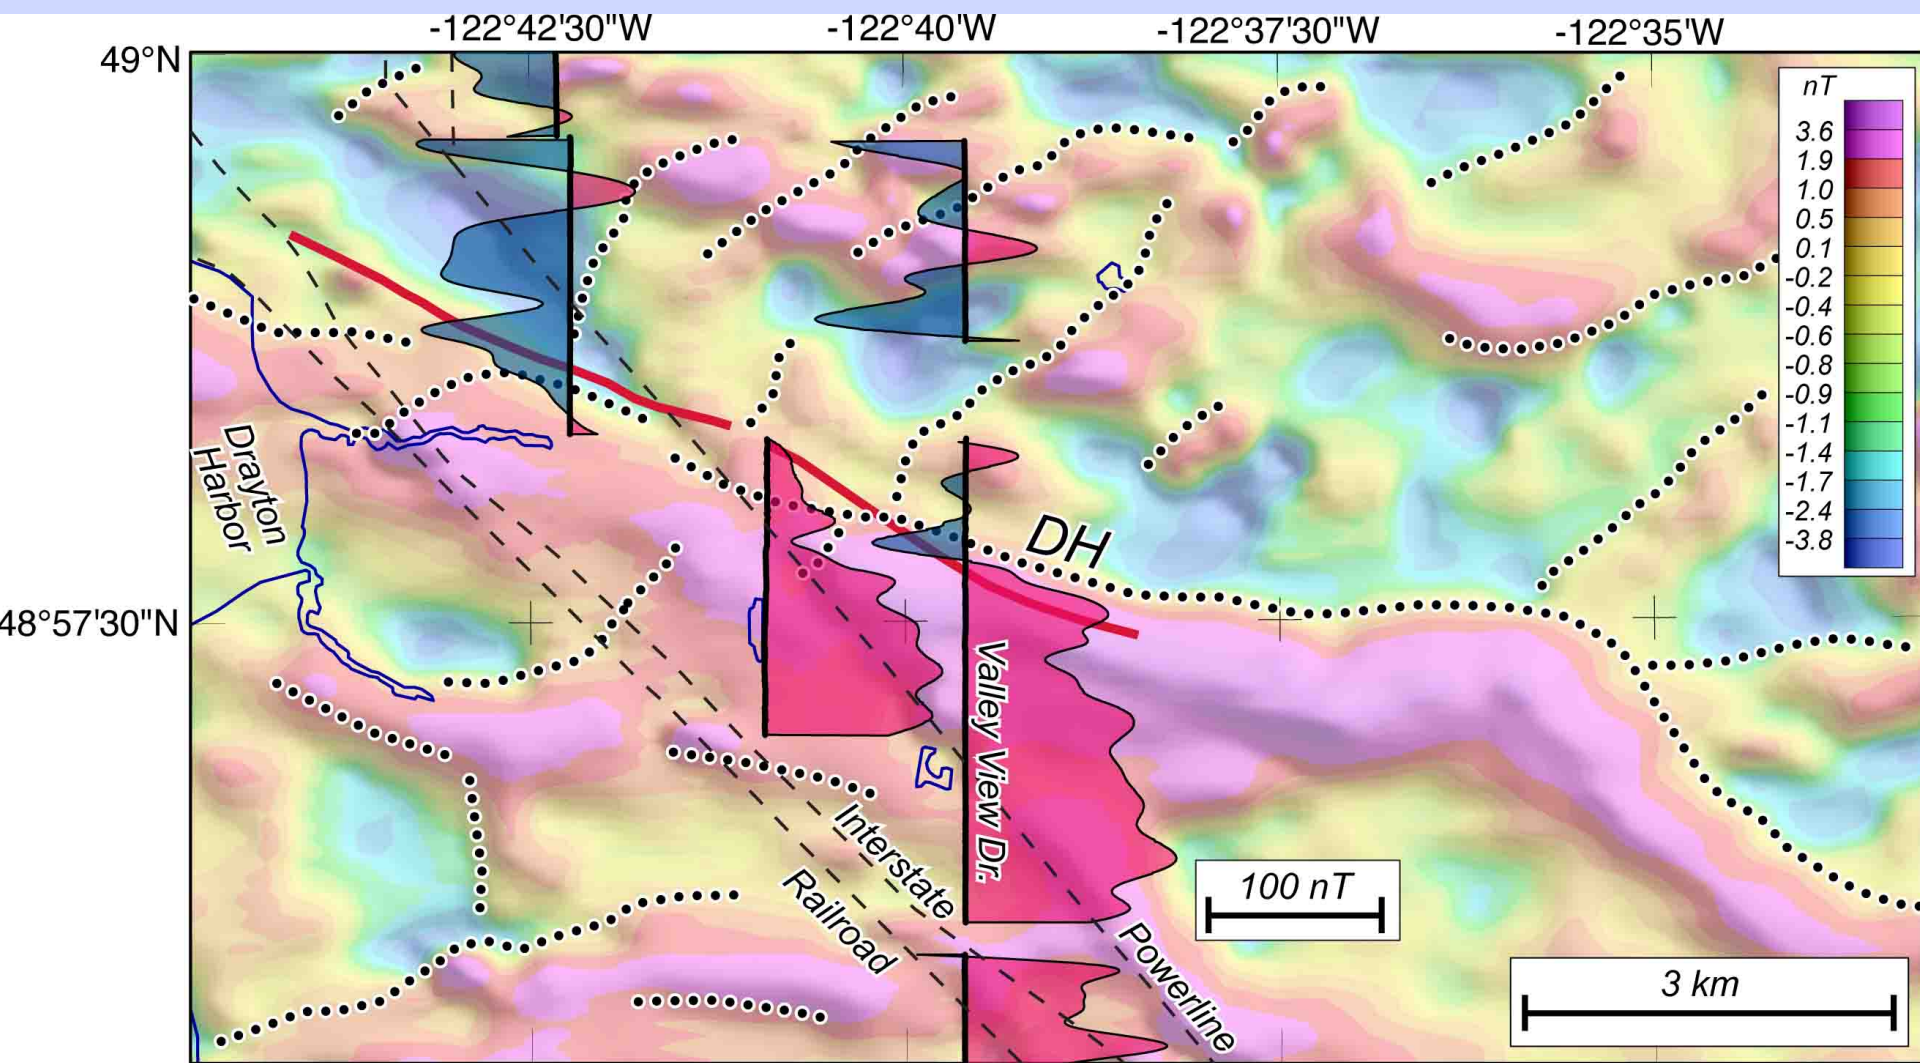 -122°42'30"W
-122°40'W
-122°37'30"W
-122°35'W
49°N
nT
3.6
1.9
1.0
0.5
0.1
-0.2
-0.4
-0.6
-0.8
-0.9
-1.1
-1.4
-1.7
-2.4
-3.8
Drayton
Harbor
DH
48°57'30"N
Valley View Dr.
Interstate
Railroad
100 nT
Powerline
3 km